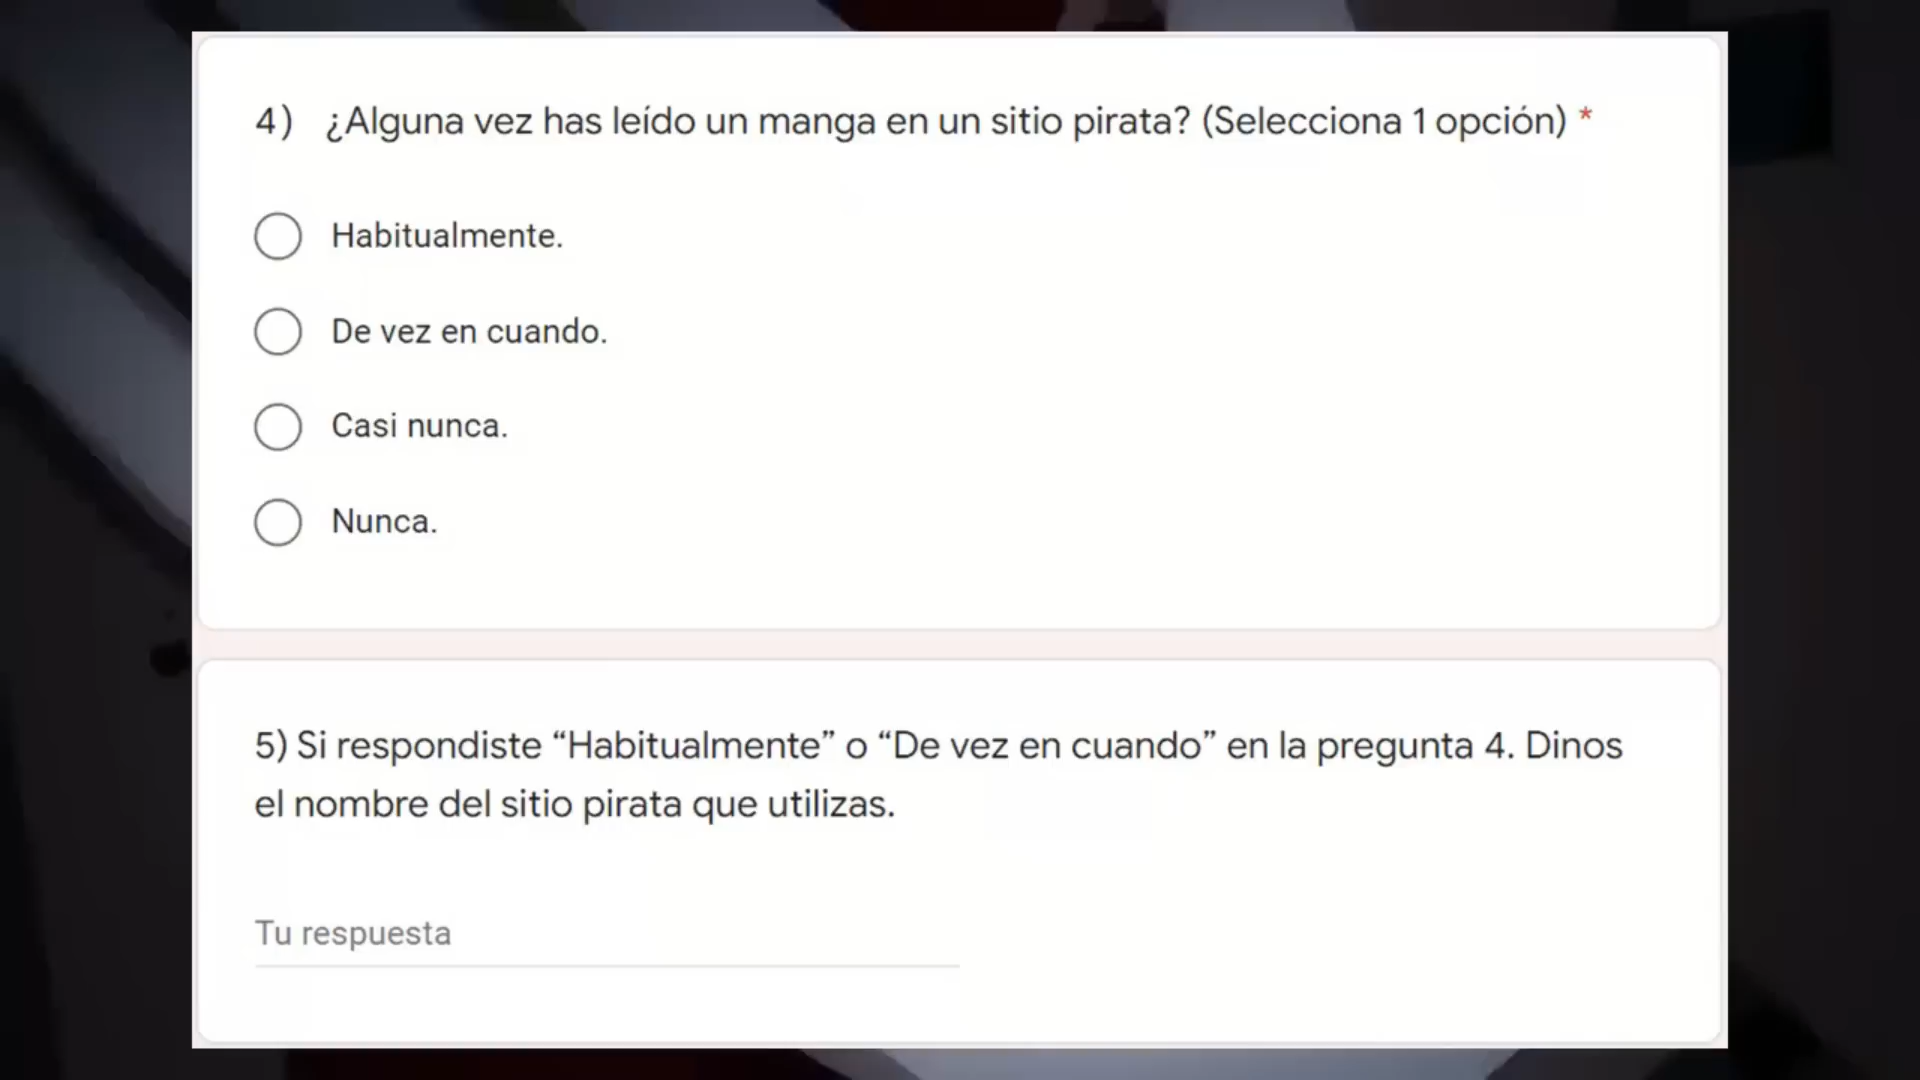 4) ¿Alguna vez has leído un manga en un sitio pirata? (Selecciona 1 opción) *
Habitualmente.
De vez en cuando.
Casi nunca.
Nunca.
5) Si respondiste “Habitualmente” o “De vez en cuando” en la pregunta 4. Dinos
el nombre del sitio pirata que utilizas.
Tu respuesta